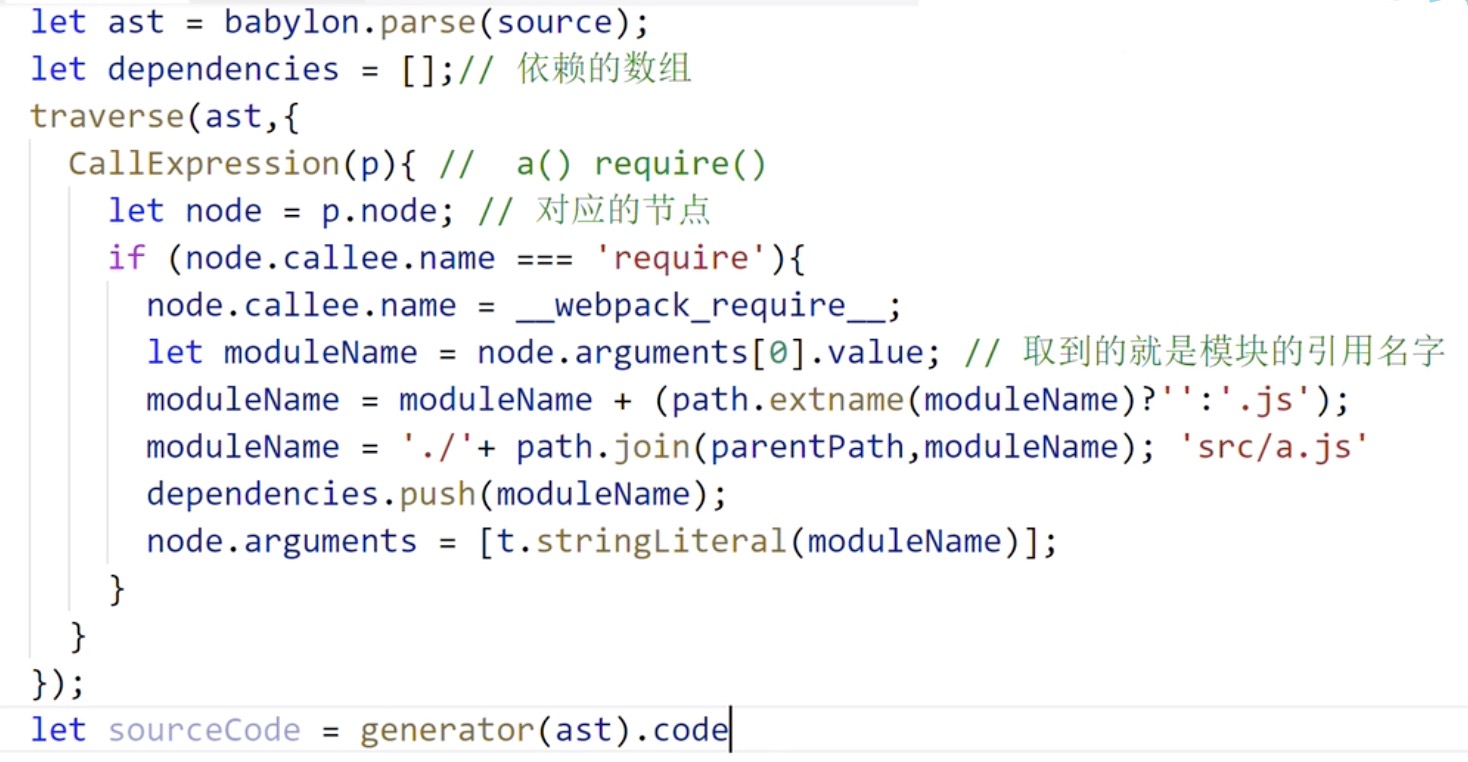 let ast = babylon.parse(source);
let dependencies = [];// 依赖的数组
traverse(ast,{
  CallExpression(p){ //  a() require()
    let node = p.node; // 对应的节点
    if (node.callee.name === 'require'){
      node.callee.name = __webpack_require__;
      let moduleName = node.arguments[0].value; // 取到的就是模块的引用名字
      moduleName = moduleName + (path.extname(moduleName)?'':'.js');
      moduleName = './'+ path.join(parentPath,moduleName); 'src/a.js'
      dependencies.push(moduleName);
      node.arguments = [t.stringLiteral(moduleName)];
    }
  }
});
let sourceCode = generator(ast).code